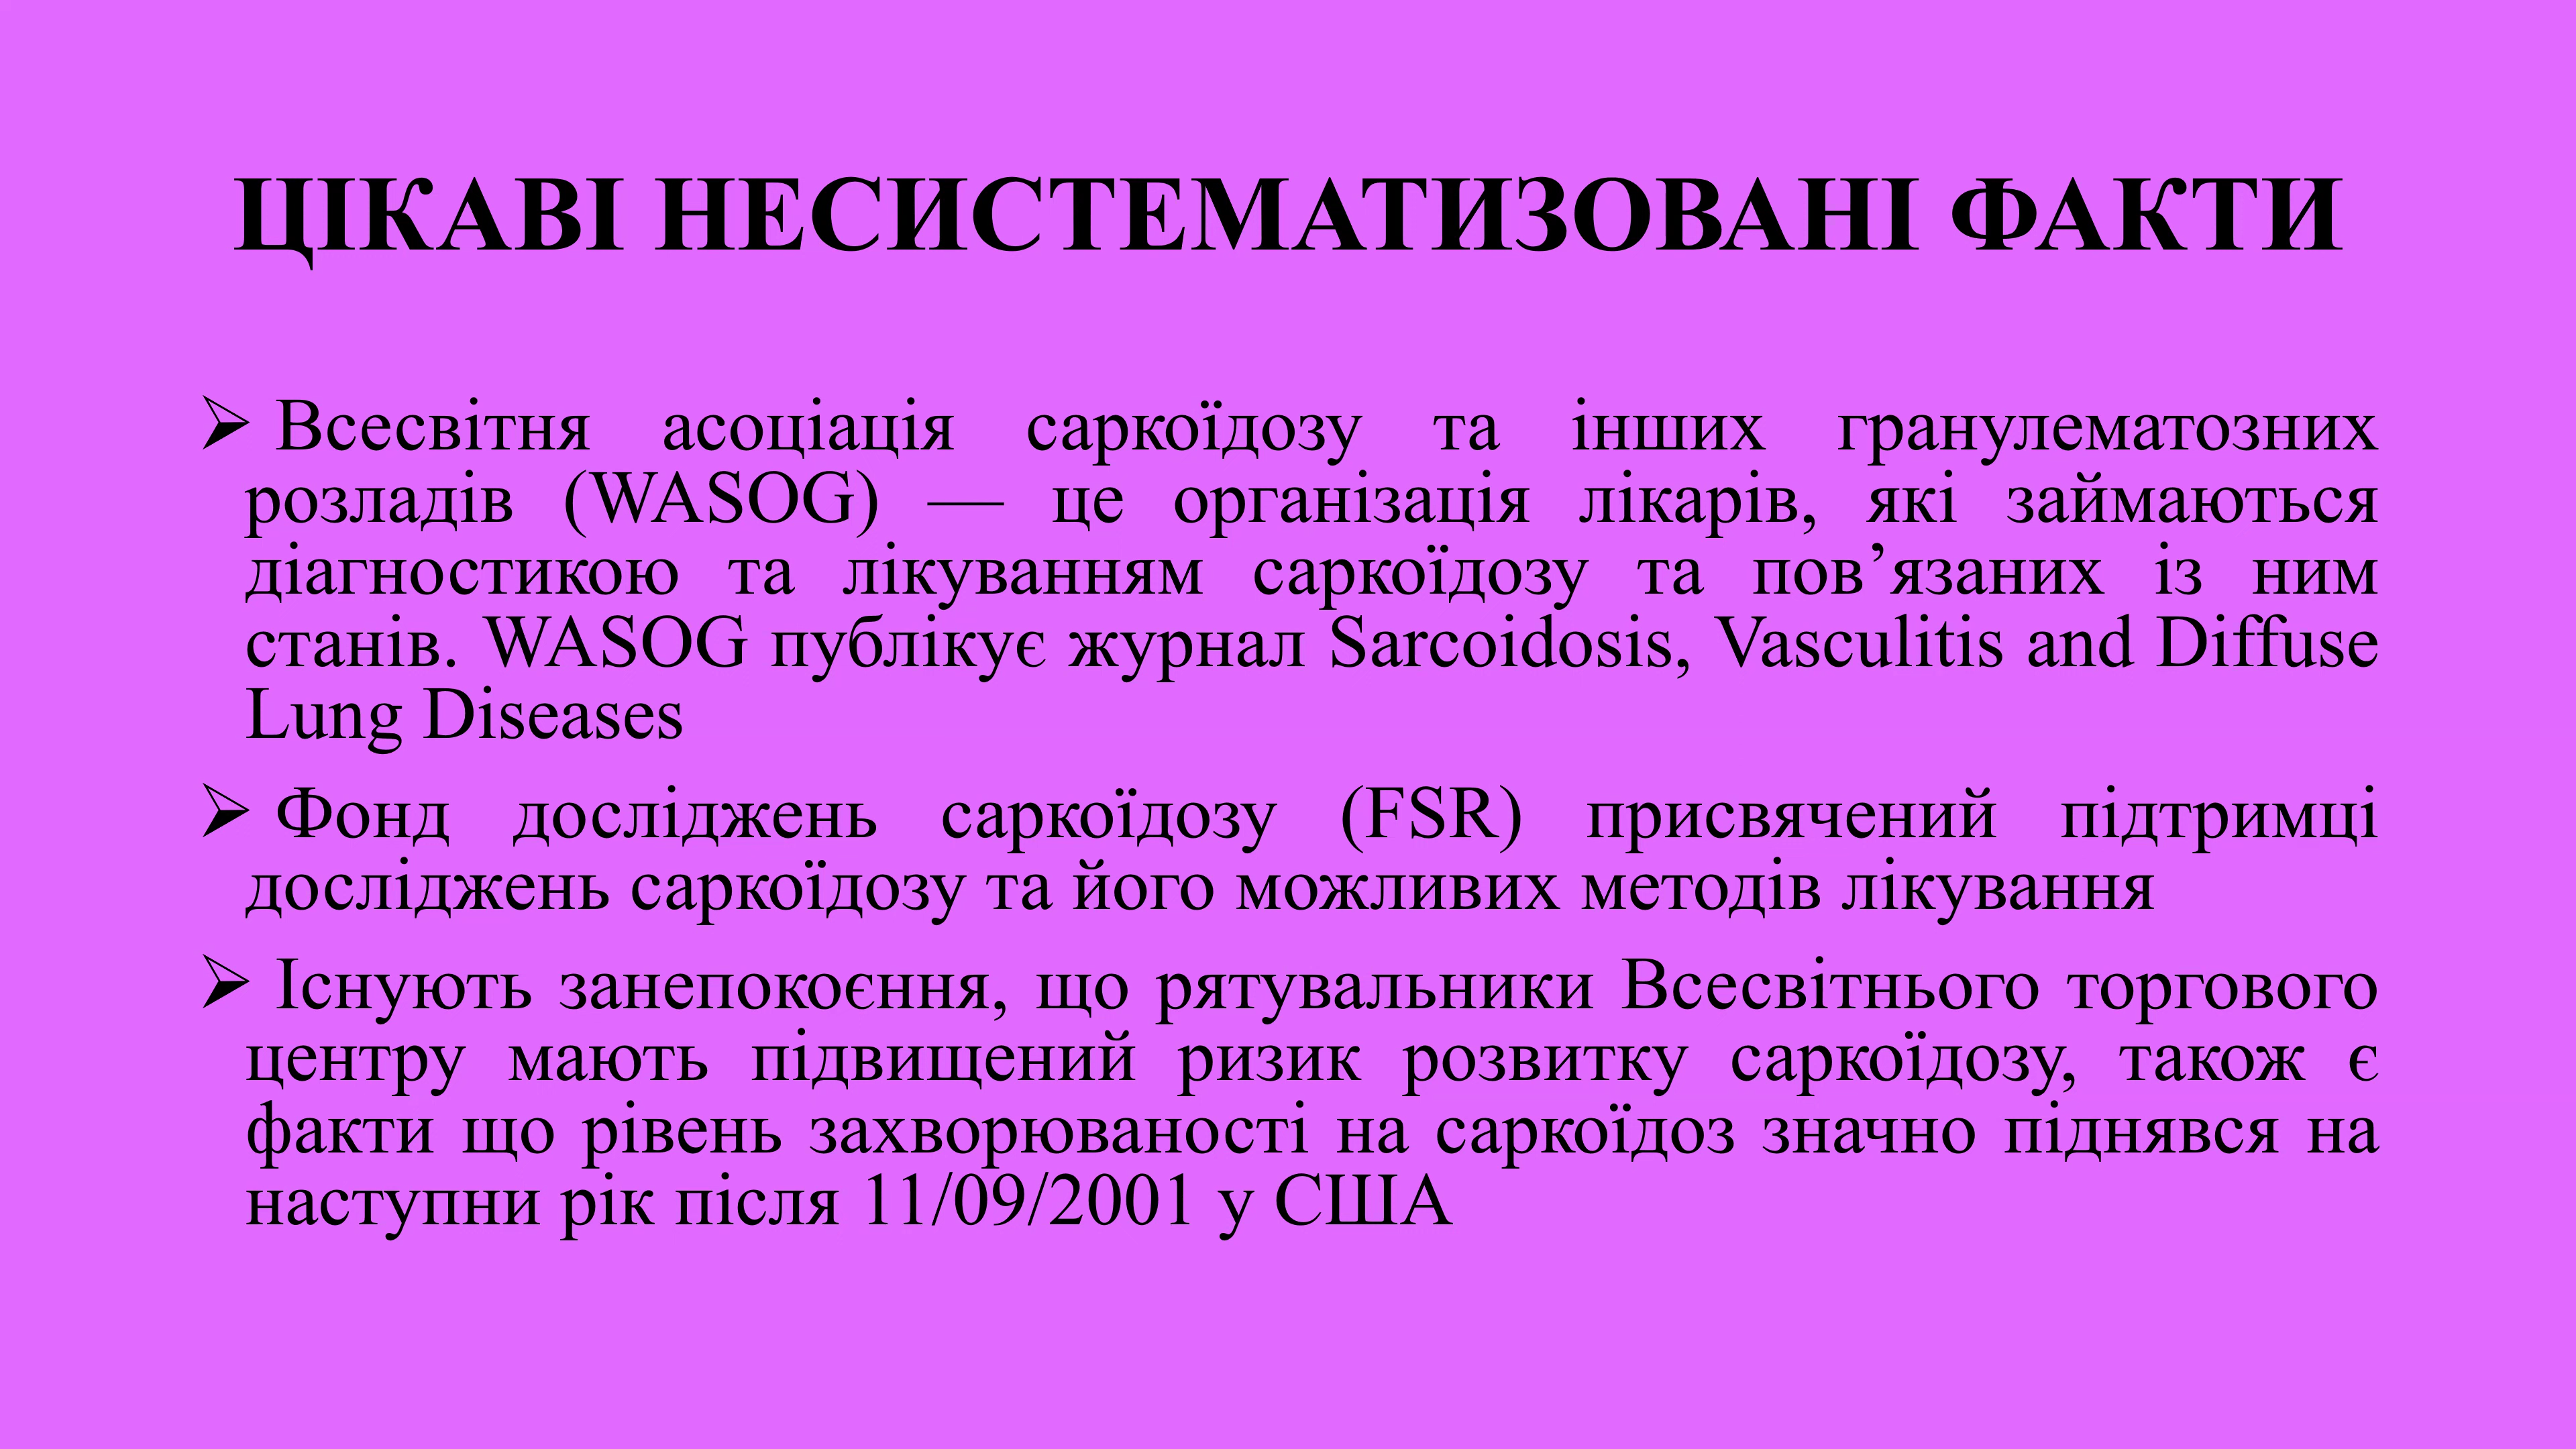 ЦІКАВІ НЕСИСТЕМАТИЗОВАНІ ФАКТИ
➢ Всесвітня асоціація саркоїдозу та інших гранулематозних
розладів (WASOG) — це організація лікарів, які займаються
діагностикою та лікуванням саркоїдозу та пов’язаних із ним
станів. WASOG публікує журнал Sarcoidosis, Vasculitis and Diffuse
Lung Diseases
➢ Фонд досліджень саркоїдозу (FSR) присвячений підтримці
досліджень саркоїдозу та його можливих методів лікування
➢ Існують занепокоєння, що рятувальники Всесвітнього торгового
центру мають підвищений ризик розвитку саркоїдозу, також є
факти що рівень захворюваності на саркоїдоз значно піднявся на
наступни рік після 11/09/2001 у США